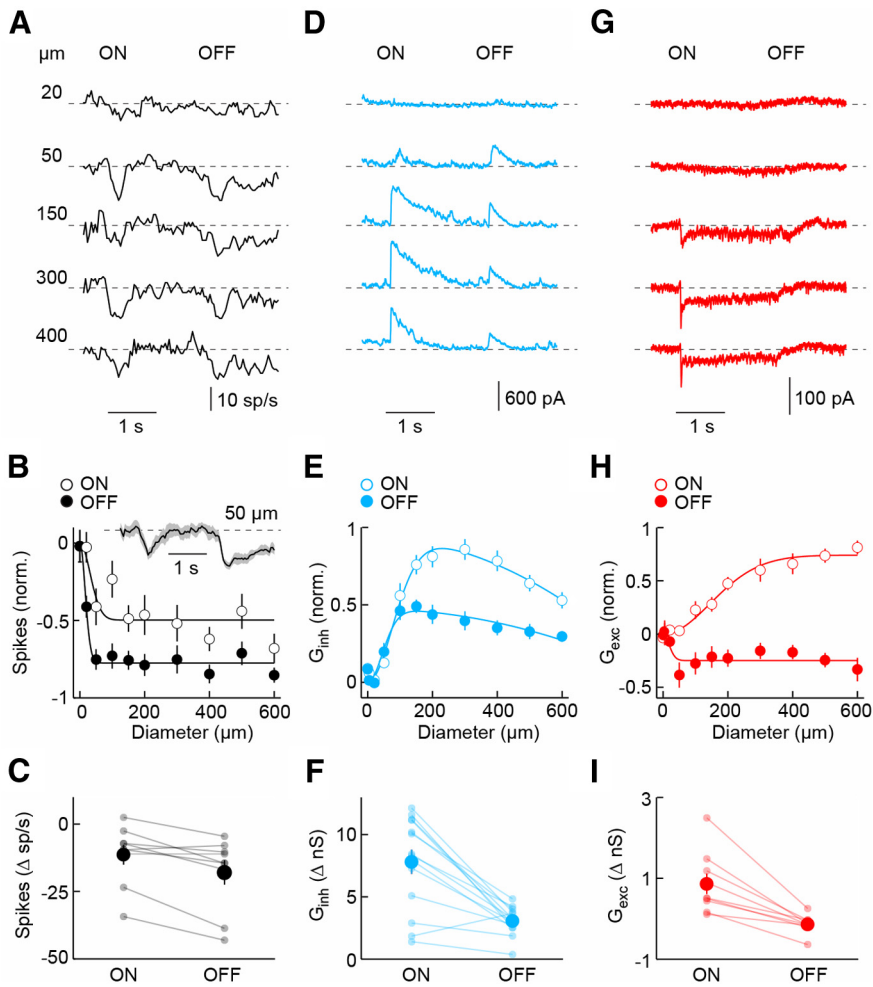 A D G
µm ON OFF ON OFF ON OFF
20
50
150
300
400
10 sp/s 600 pA 100 pA
1 s 1 s 1 s
B E H
ON ON ON
OFF OFF OFF
50 µm
1 s
Spikes (norm.)
0
-0.5
-1
0 200 400 600
Diameter (µm)
G_inh (norm.)
1
0.5
0
0 200 400 600
Diameter (µm)
G_exc (norm.)
1
0.5
0
-0.5
0 200 400 600
Diameter (µm)
C F I
Spikes (Δ sp/s)
0
-25
-50
ON OFF
G_inh (Δ nS)
10
5
0
ON OFF
G_exc (Δ nS)
3
1
-1
ON OFF